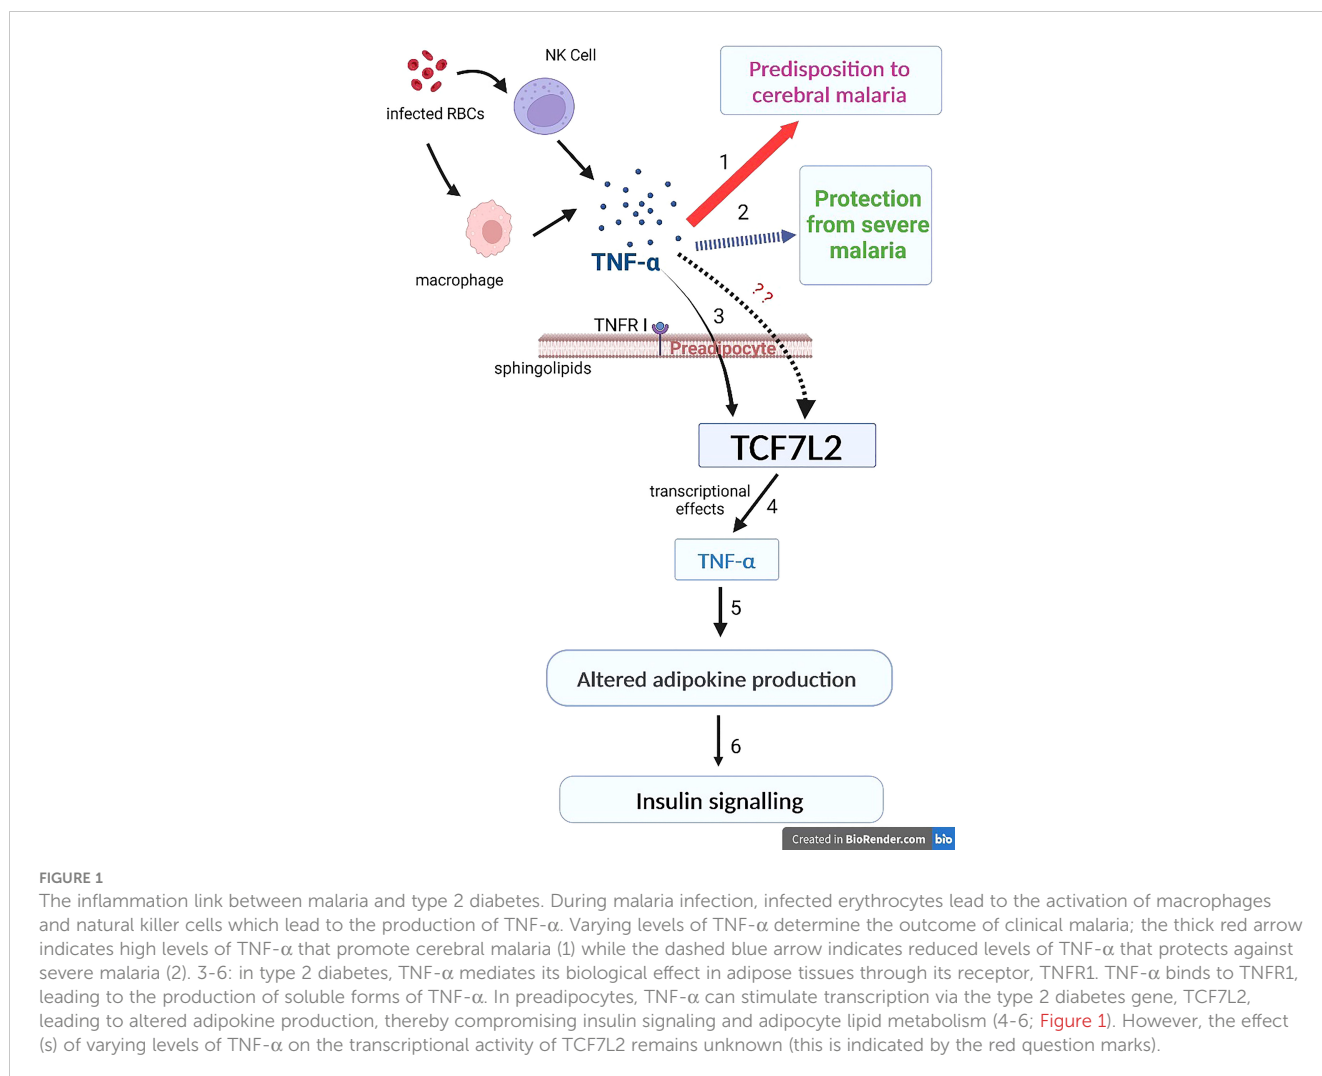 NK Cell
infected RBCs
macrophage
TNF-α
1
Predisposition to
cerebral malaria
2
Protection
from severe
malaria
??
3
TNFR I
Preadipocyte
sphingolipids
TCF7L2
transcriptional
effects
4
TNF-α
5
Altered adipokine production
6
Insulin signalling
Created in BioRender.com bio
FIGURE 1
The inflammation link between malaria and type 2 diabetes. During malaria infection, infected erythrocytes lead to the activation of macrophages
and natural killer cells which lead to the production of TNF-α. Varying levels of TNF-α determine the outcome of clinical malaria; the thick red arrow
indicates high levels of TNF-α that promote cerebral malaria (1) while the dashed blue arrow indicates reduced levels of TNF-α that protects against
severe malaria (2). 3-6: in type 2 diabetes, TNF-α mediates its biological effect in adipose tissues through its receptor, TNFR1. TNF-α binds to TNFR1,
leading to the production of soluble forms of TNF-α. In preadipocytes, TNF-α can stimulate transcription via the type 2 diabetes gene, TCF7L2,
leading to altered adipokine production, thereby compromising insulin signaling and adipocyte lipid metabolism (4-6; Figure 1). However, the effect
(s) of varying levels of TNF-α on the transcriptional activity of TCF7L2 remains unknown (this is indicated by the red question marks).